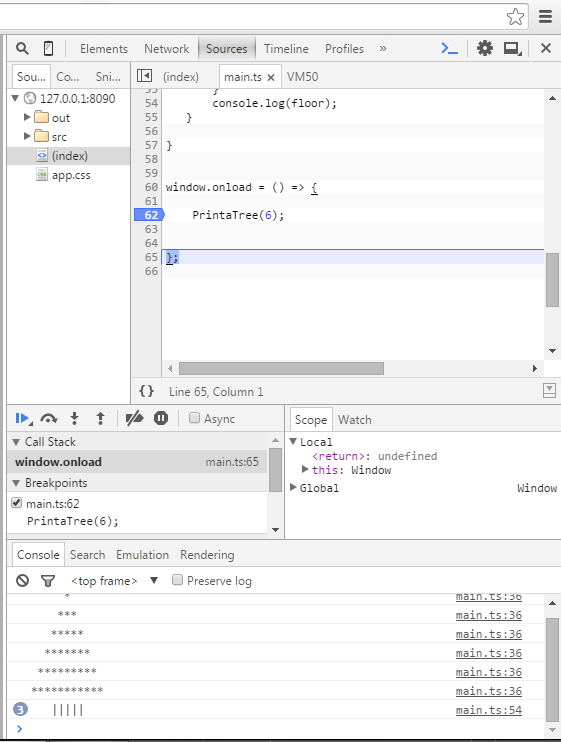 Elements Network Sources Timeline Profiles »
Sou... Co... Sni... (index) main.ts × VM50
127.0.0.1:8090
out
src
(index)
app.css
53 }
54 console.log(floor);
55 }
56
57 }
58
59
60 window.onload = () => {
61
62 PrintaTree(6);
63
64
65 };
66
{} Line 65, Column 1
Async
Call Stack
window.onload main.ts:65
Breakpoints
main.ts:62
PrintaTree(6);
Scope Watch
Local
<return>: undefined
this: Window
Global Window
Console Search Emulation Rendering
<top frame> ▼ Preserve log
* main.ts:36
*** main.ts:36
***** main.ts:36
******* main.ts:36
********* main.ts:36
*********** main.ts:36
3 ||||| main.ts:54
>